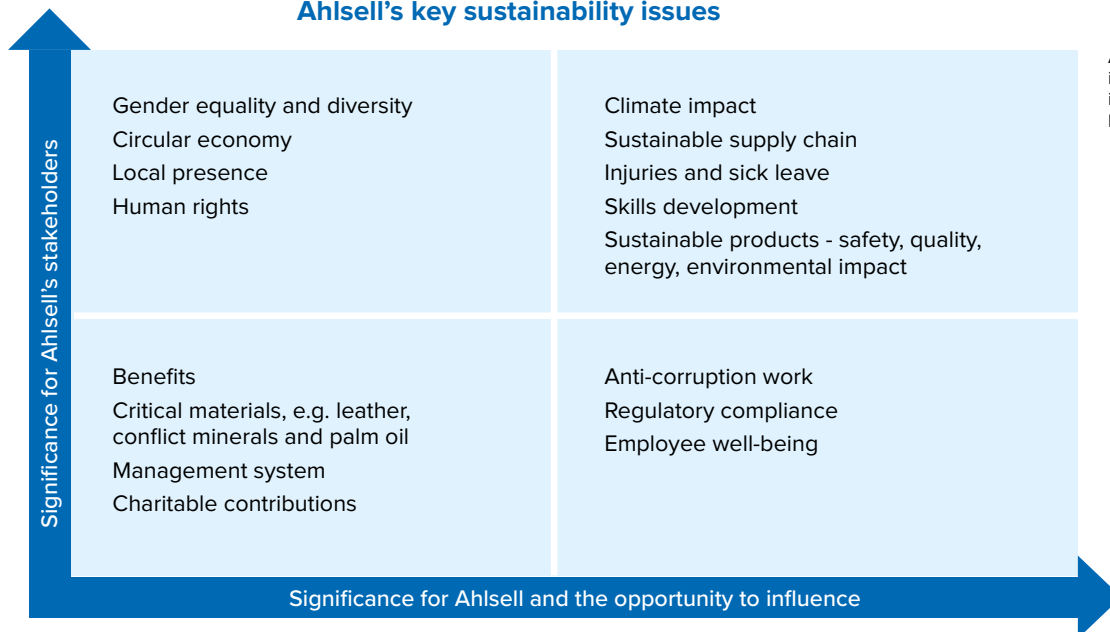 Ahlsell’s key sustainability issues
Significance for Ahlsell’s stakeholders
Gender equality and diversity
Circular economy
Local presence
Human rights
Climate impact
Sustainable supply chain
Injuries and sick leave
Skills development
Sustainable products - safety, quality,
energy, environmental impact
Benefits
Critical materials, e.g. leather,
conflict minerals and palm oil
Management system
Charitable contributions
Anti-corruption work
Regulatory compliance
Employee well-being
Significance for Ahlsell and the opportunity to influence